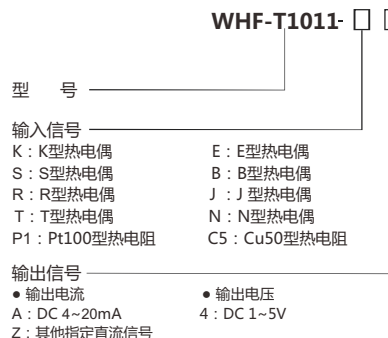 WHF-T1011- □
型 号
输入信号
K：K型热电偶 E：E型热电偶
S：S型热电偶 B：B型热电偶
R：R型热电偶 J：J 型热电偶
T：T型热电偶 N：N型热电偶
P1：Pt100型热电阻 C5：Cu50型热电阻
输出信号
● 输出电流 ● 输出电压
A：DC 4~20mA 4：DC 1~5V
Z：其他指定直流信号